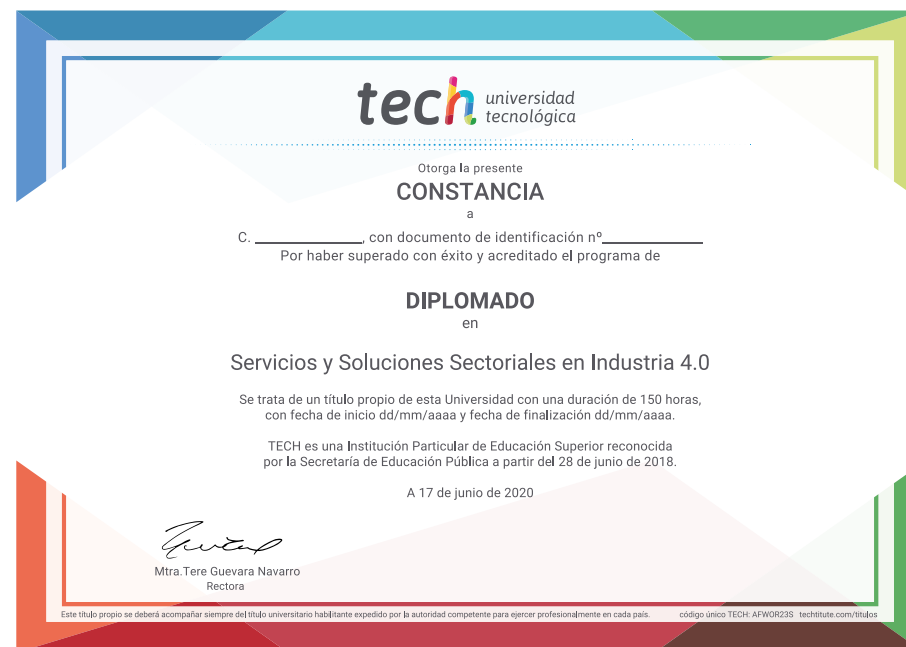 tech universidad
tecnológica
Otorga la presente
CONSTANCIA
a
C. ____________, con documento de identificación nº____________
Por haber superado con éxito y acreditado el programa de
DIPLOMADO
en
Servicios y Soluciones Sectoriales en Industria 4.0
Se trata de un título propio de esta Universidad con una duración de 150 horas,
con fecha de inicio dd/mm/aaaa y fecha de finalización dd/mm/aaaa.
TECH es una Institución Particular de Educación Superior reconocida
por la Secretaría de Educación Pública a partir del 28 de junio de 2018.
A 17 de junio de 2020
Mtra.Tere Guevara Navarro
Rectora
Este título propio se deberá acompañar siempre del título universitario habilitante expedido por la autoridad competente para ejercer profesionalmente en cada país. código único TECH: AFWOR23S techtitute.com/titulos